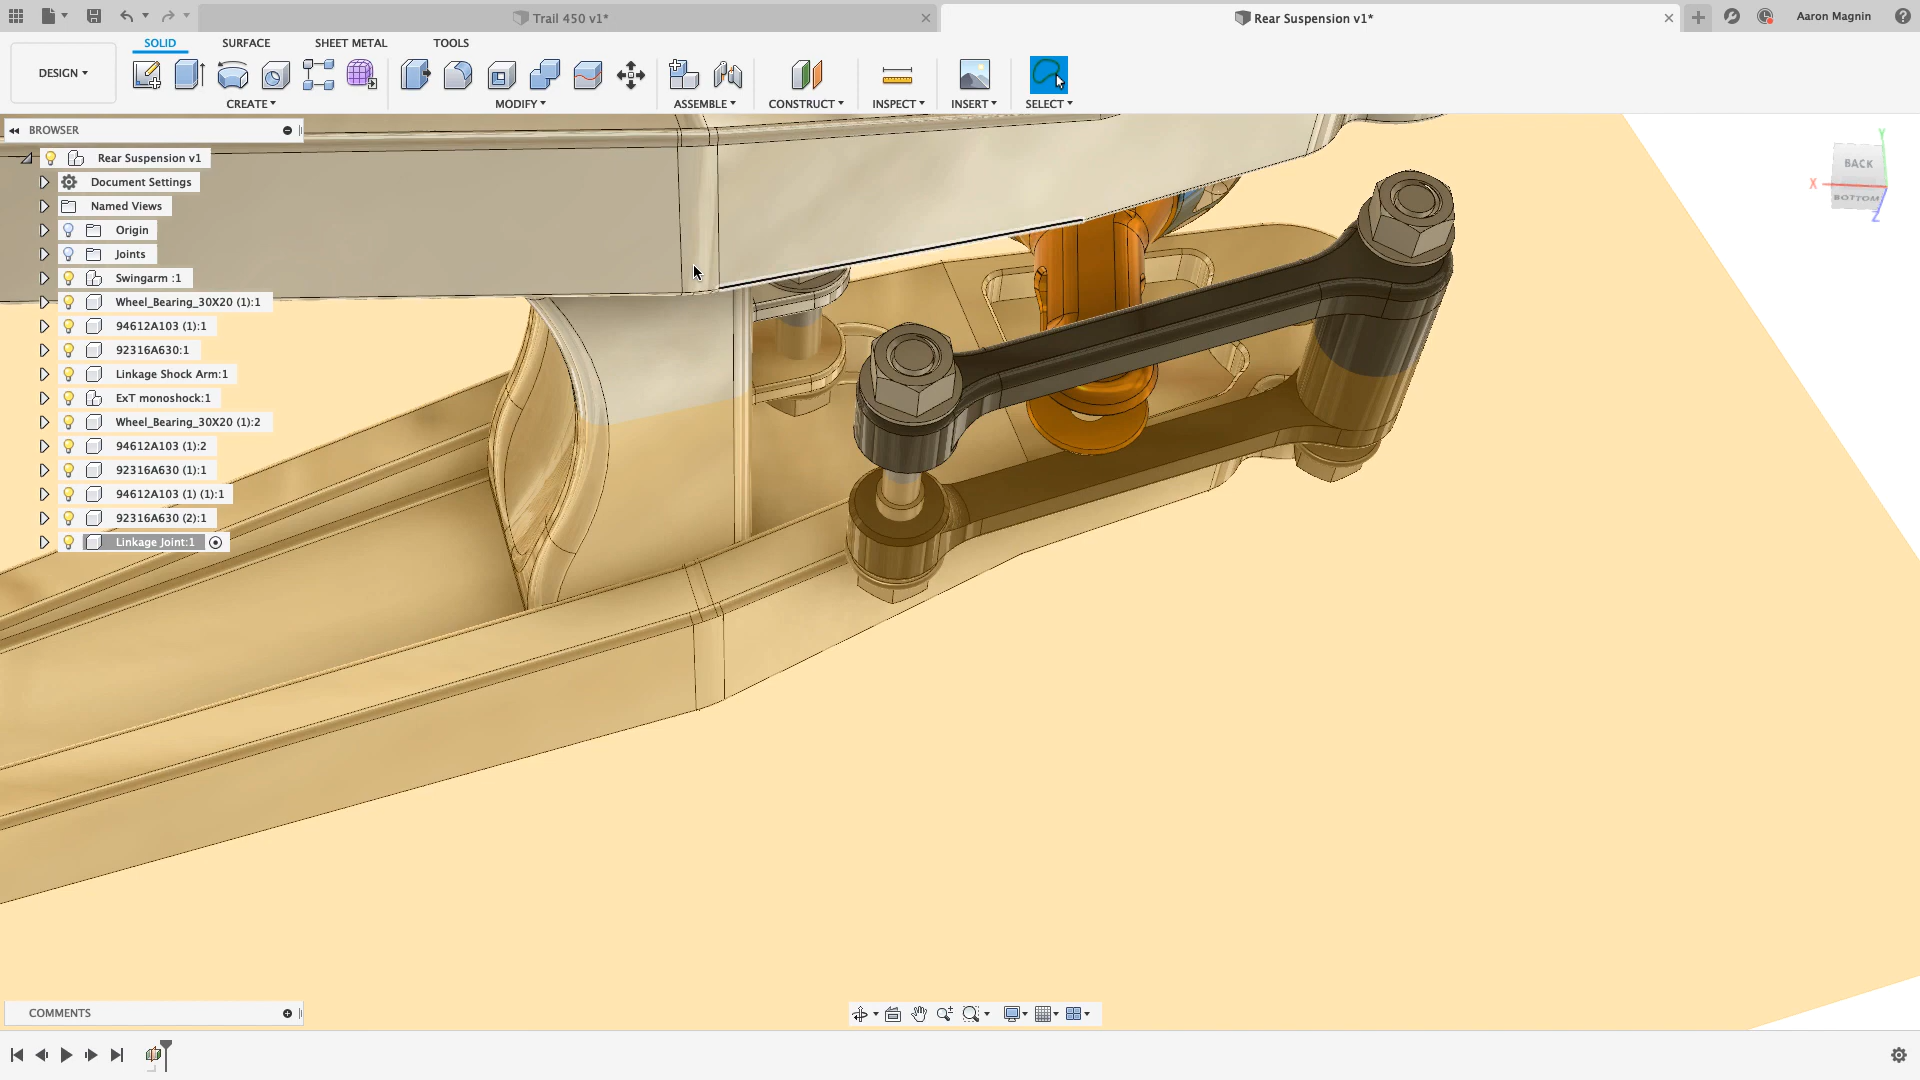 Trail 450 v1*
Rear Suspension v1*
Aaron Magnin
SOLID
SURFACE
SHEET METAL
TOOLS
DESIGN
CREATE
MODIFY
ASSEMBLE
CONSTRUCT
INSPECT
INSERT
SELECT
BROWSER
Rear Suspension v1
Document Settings
Named Views
Origin
Joints
Swingarm :1
Wheel_Bearing_30X20 (1):1
94612A103 (1):1
92316A630:1
Linkage Shock Arm:1
ExT monoshock:1
Wheel_Bearing_30X20 (1):2
94612A103 (1):2
92316A630 (1):1
94612A103 (1) (1):1
92316A630 (2):1
Linkage Joint:1
Y
BACK
X
BOTTOM
Z
COMMENTS